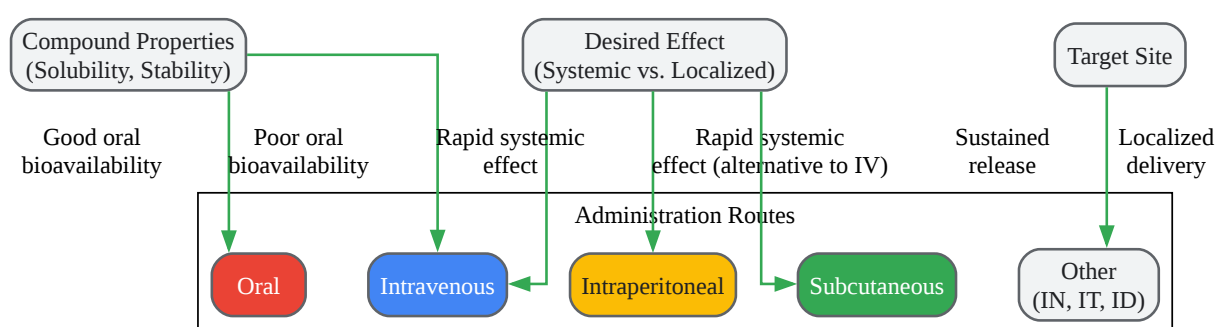 Compound Properties
(Solubility, Stability)
Desired Effect
(Systemic vs. Localized)
Target Site
Good oral
bioavailability
Poor oral
bioavailability
Rapid systemic
effect
Rapid systemic
effect (alternative to IV)
Sustained
release
Localized
delivery
Administration Routes
Oral
Intravenous
Intraperitoneal
Subcutaneous
Other
(IN, IT, ID)